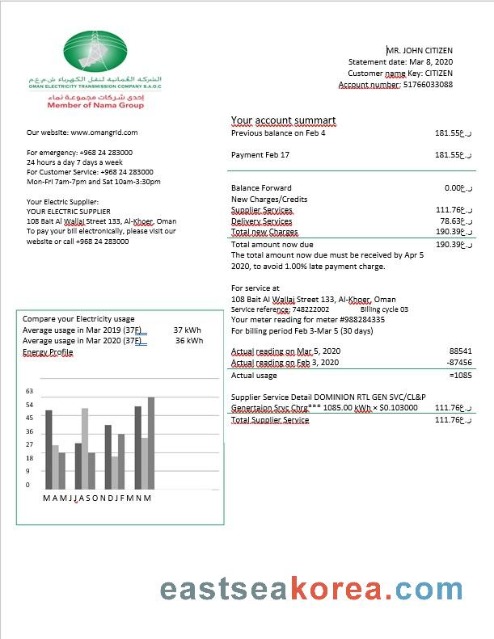 الشركة العمانية لنقل الكهرباء ش.م.ع.م
OMAN ELECTRICITY TRANSMISSION COMPANY S.A.O.C
إحدى شركات مجموعة نماء
Member of Nama Group
MR. JOHN CITIZEN
Statement date: Mar 8, 2020
Customer name Key: CITIZEN
Account number: 51766033088
Our website: www.omangrid.com
For emergency: +968 24 283000
24 hours a day 7 days a week
For Customer Service: +968 24 283000
Mon-Fri 7am-7pm and Sat 10am-3:30pm
Your Electric Supplier:
YOUR ELECTRIC SUPPLIER
108 Bait Al Wallaj Street 133, Al-Khoer, Oman
To pay your bill electronically, please visit our
website or call +968 24 283000
Your account summart
Previous balance on Feb 4 181.55ر.ع
Payment Feb 17 181.55ر.ع
Balance Forward 0.00ر.ع
New Charges/Credits
Supplier Services 111.76ر.ع
Delivery Services 78.63ر.ع
Total new Charges 190.39ر.ع
Total amount now due 190.39ر.ع
The total amount now due must be received by Apr 5
2020, to avoid 1.00% late payment charge.
For service at
108 Bait Al Wallaj Street 133, Al-Khoer, Oman
Service reference: 748222002 Billing cycle 03
Your meter reading for meter #988284335
For billing period Feb 3-Mar 5 (30 days)
Actual reading on Mar 5, 2020 88541
Actual reading on Feb 3, 2020 -87456
Actual usage =1085
Supplier Service Detail DOMINION RTL GEN SVC/CL&P
Genertaion Srvc Chrg*** 1085.00 kWh × $0.103000 111.76ر.ع
Total Supplier Service 111.76ر.ع
Compare your Electricity usage
Average usage in Mar 2019 (37F) 37 kWh
Average usage in Mar 2020 (37F) 36 kWh
Energy Profile
63
54
45
36
27
18
9
0
M A M J J A S O N D J F M N M
eastseakorea.com